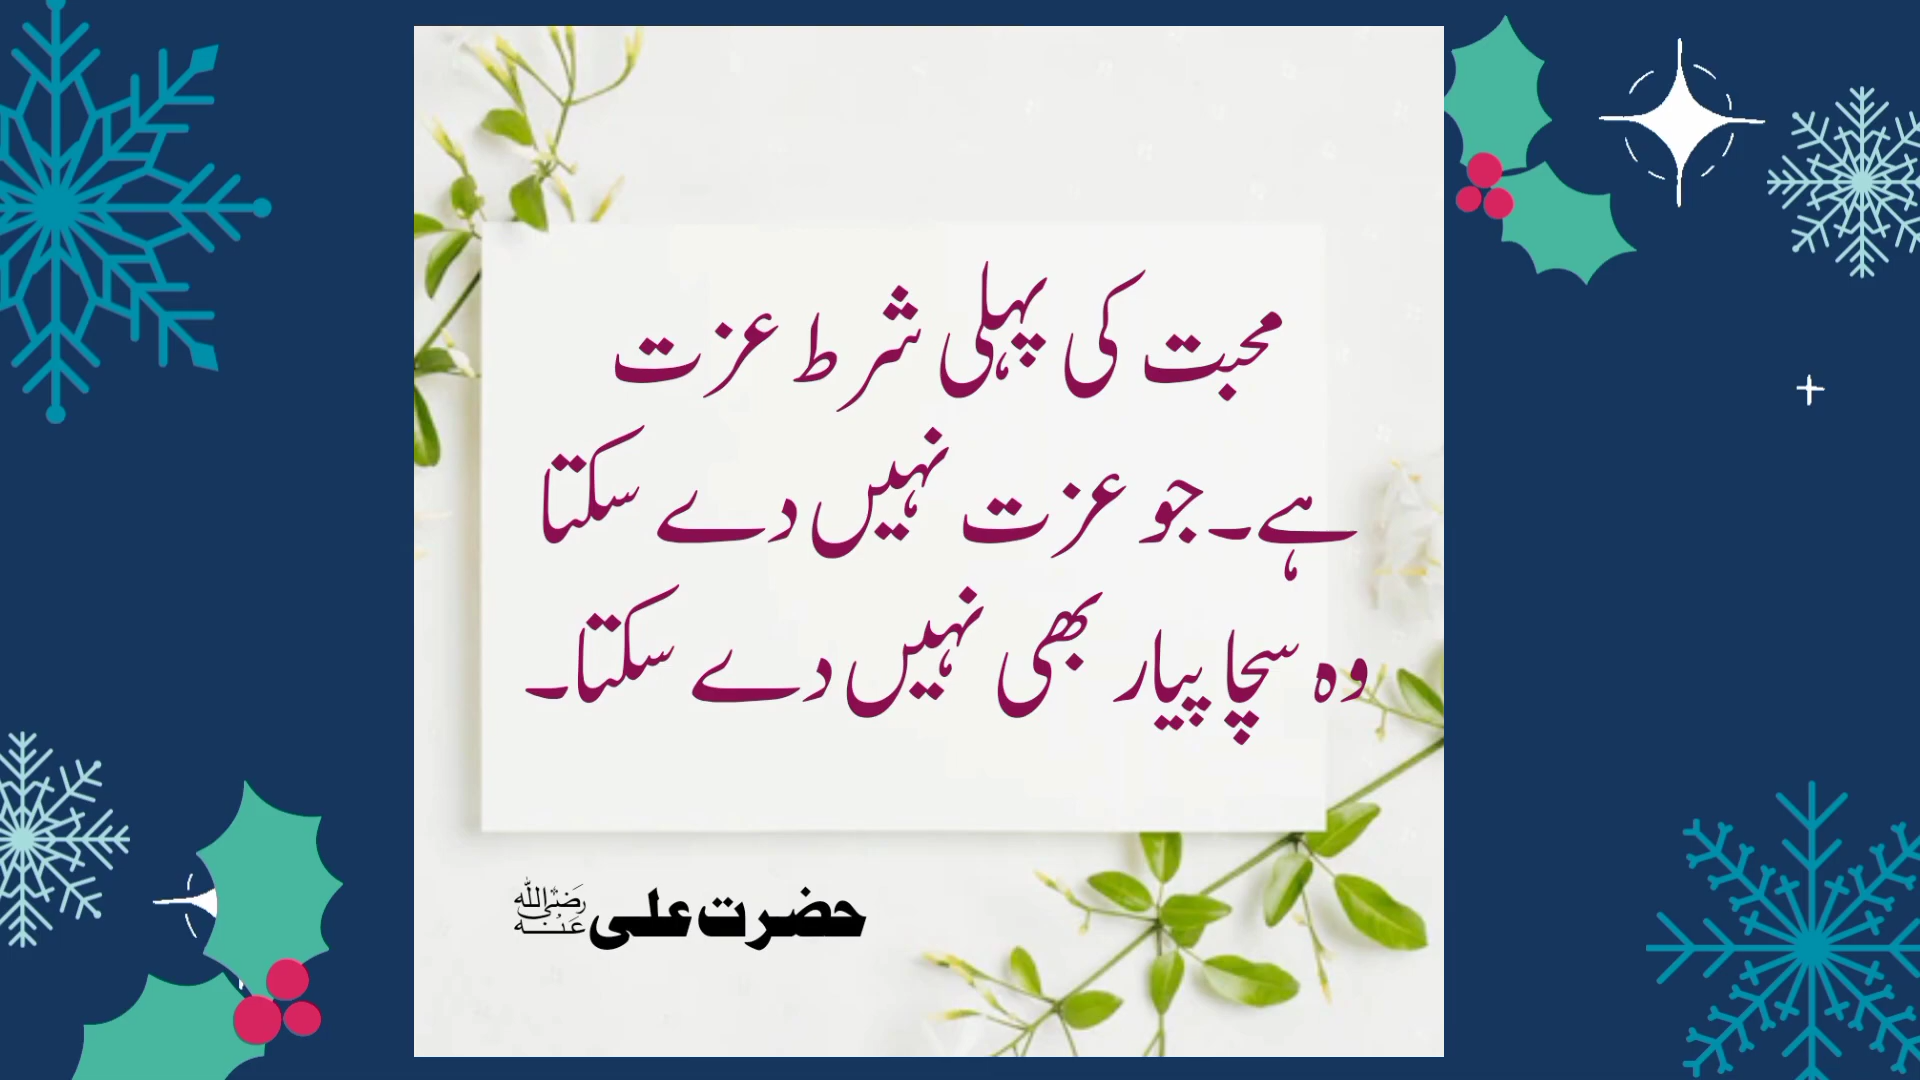 محبت کی پہلی شرط عزت
ہے۔جو عزت نہیں دے سکتا
وہ سچا پیار بھی نہیں دے سکتا۔
حضرت علی رضی اللہ عنہ